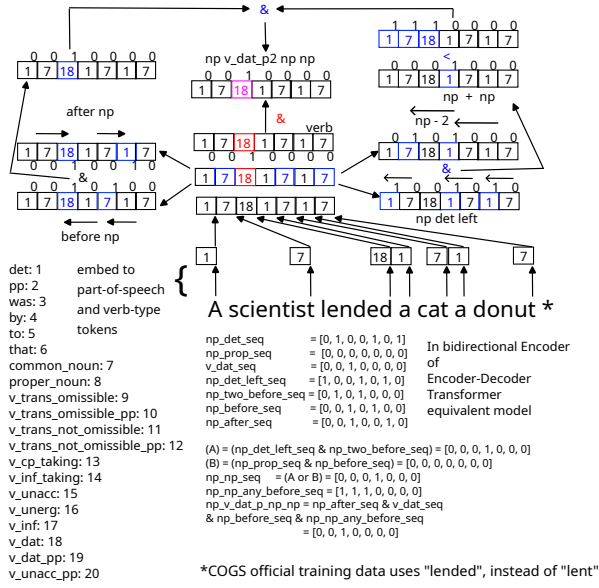 &
1 1 1 0 0 0 0
1 7 18 1 7 1 7
<
0 0 1 0 0 0 0
1 7 18 1 7 1 7
np v_dat_p2 np np
0 0 1 0 0 0 0
1 7 18 1 7 1 7
0 0 0 1 0 0 0
1 7 18 1 7 1 7
np + np
after np
&
verb
np - 2
1 7 18 1 7 1 7
0 0 1 0 0 1 0
1 7 18 1 7 1 7
0 0 1 0 0 0 0
0 1 0 1 0 0 0
1 7 18 1 7 1 7
&
&
0 0 1 0 1 0 0
1 7 18 1 7 1 7
1 7 18 1 7 1 7
1 0 0 1 0 1 0
1 7 18 1 7 1 7
1 7 18 1 7 1 7
before np
np det left
1 7 18 1 7 1 7
{
A scientist lended a cat a donut *
det: 1
pp: 2
was: 3
by: 4
to: 5
that: 6
common_noun: 7
proper_noun: 8
v_trans_omissible: 9
v_trans_omissible_pp: 10
v_trans_not_omissible: 11
v_trans_not_omissible_pp: 12
v_cp_taking: 13
v_inf_taking: 14
v_unacc: 15
v_unerg: 16
v_inf: 17
v_dat: 18
v_dat_pp: 19
v_unacc_pp: 20
embed to
part-of-speech
and verb-type
tokens
np_det_seq = [0, 1, 0, 0, 1, 0, 1]
np_prop_seq = [0, 0, 0, 0, 0, 0, 0]
v_dat_seq = [0, 0, 1, 0, 0, 0, 0]
np_det_left_seq = [1, 0, 0, 1, 0, 1, 0]
np_two_before_seq = [0, 1, 0, 1, 0, 0, 0]
np_before_seq = [0, 0, 1, 0, 1, 0, 0]
np_after_seq = [0, 0, 1, 0, 0, 1, 0]
In bidirectional Encoder
of
Encoder-Decoder
Transformer
equivalent model
(A) = (np_det_left_seq & np_two_before_seq) = [0, 0, 0, 1, 0, 0, 0]
(B) = (np_prop_seq & np_before_seq) = [0, 0, 0, 0, 0, 0, 0]
np_np_seq = (A or B) = [0, 0, 0, 1, 0, 0, 0]
np_np_any_before_seq = [1, 1, 1, 0, 0, 0, 0]
np_v_dat_p_np_np = np_after_seq & v_dat_seq
& np_before_seq & np_np_any_before_seq
= [0, 0, 1, 0, 0, 0, 0]
*COGS official training data uses "lended", instead of "lent"